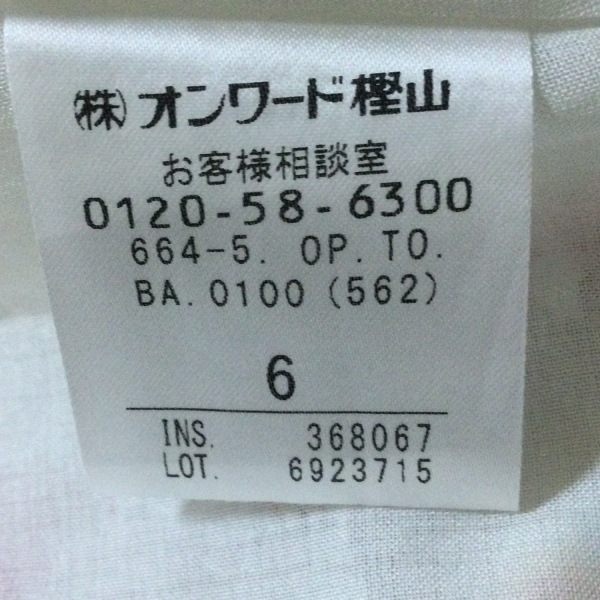 ㈱オンワード樫山
お客様相談室
0120-58-6300
664-5. OP.TO.
BA.0100 (562)
6
INS. 368067
LOT. 6923715